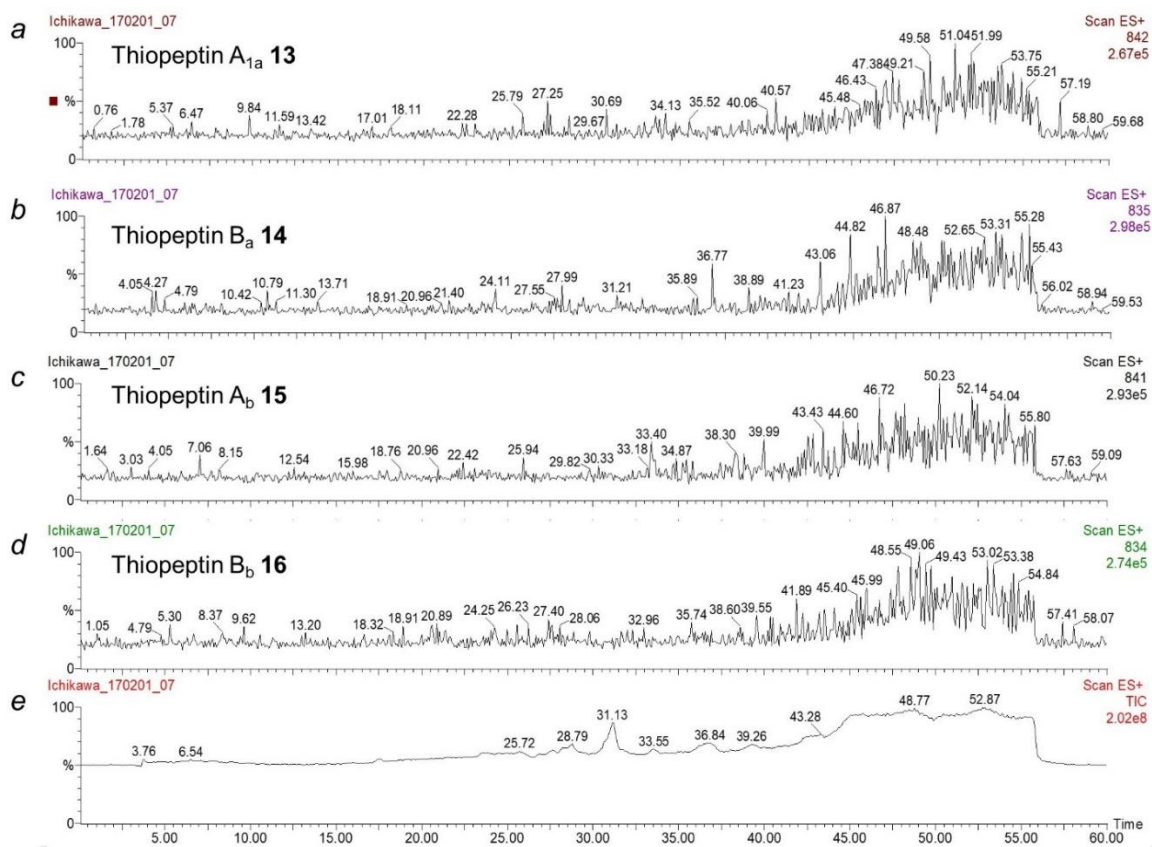 a
Ichikawa_170201_07
Scan ES+
842
2.67e5
Thiopeptin A1a 13
100
%
0
0.76 1.78 5.37 6.47 9.84 11.59 13.42 17.01 18.11 22.28 25.79 27.25 29.67 30.69 34.13 35.52 40.06 40.57 45.48 46.43 47.38 49.21 49.58 51.04 51.99 53.75 55.21 57.19 58.80 59.68
b
Ichikawa_170201_07
Scan ES+
835
2.98e5
Thiopeptin Ba 14
100
%
0
4.05 4.27 4.79 10.42 10.79 11.30 13.71 18.91 20.96 21.40 24.11 27.55 27.99 31.21 35.89 36.77 38.89 41.23 43.06 44.82 46.87 48.48 52.65 53.31 55.28 55.43 56.02 58.94 59.53
c
Ichikawa_170201_07
Scan ES+
841
2.93e5
Thiopeptin Ab 15
100
%
0
1.64 3.03 4.05 7.06 8.15 12.54 15.98 18.76 20.96 22.42 25.94 29.82 30.33 33.18 33.40 34.87 38.30 39.99 43.43 44.60 46.72 50.23 52.14 54.04 55.80 57.63 59.09
d
Ichikawa_170201_07
Scan ES+
834
2.74e5
Thiopeptin Bb 16
100
%
0
1.05 4.79 5.30 8.37 9.62 13.20 18.32 18.91 20.89 24.25 26.23 27.40 28.06 32.96 35.74 38.60 39.55 41.89 45.40 45.99 48.55 49.06 49.43 53.02 53.38 54.84 57.41 58.07
e
Ichikawa_170201_07
Scan ES+
TIC
2.02e8
100
%
0
3.76 6.54 25.72 28.79 31.13 33.55 36.84 39.26 43.28 48.77 52.87
5.00 10.00 15.00 20.00 25.00 30.00 35.00 40.00 45.00 50.00 55.00 60.00 Time